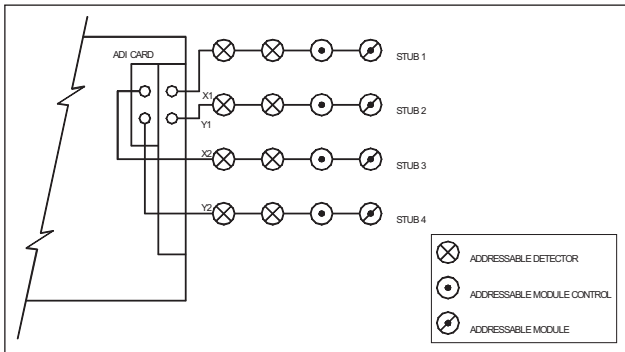 ADI CARD
STUB 1
X1
STUB 2
Y1
X2
STUB 3
Y2
STUB 4
ADDRESSABLE DETECTOR
ADDRESSABLE MODULE CONTROL
ADDRESSABLE MODULE